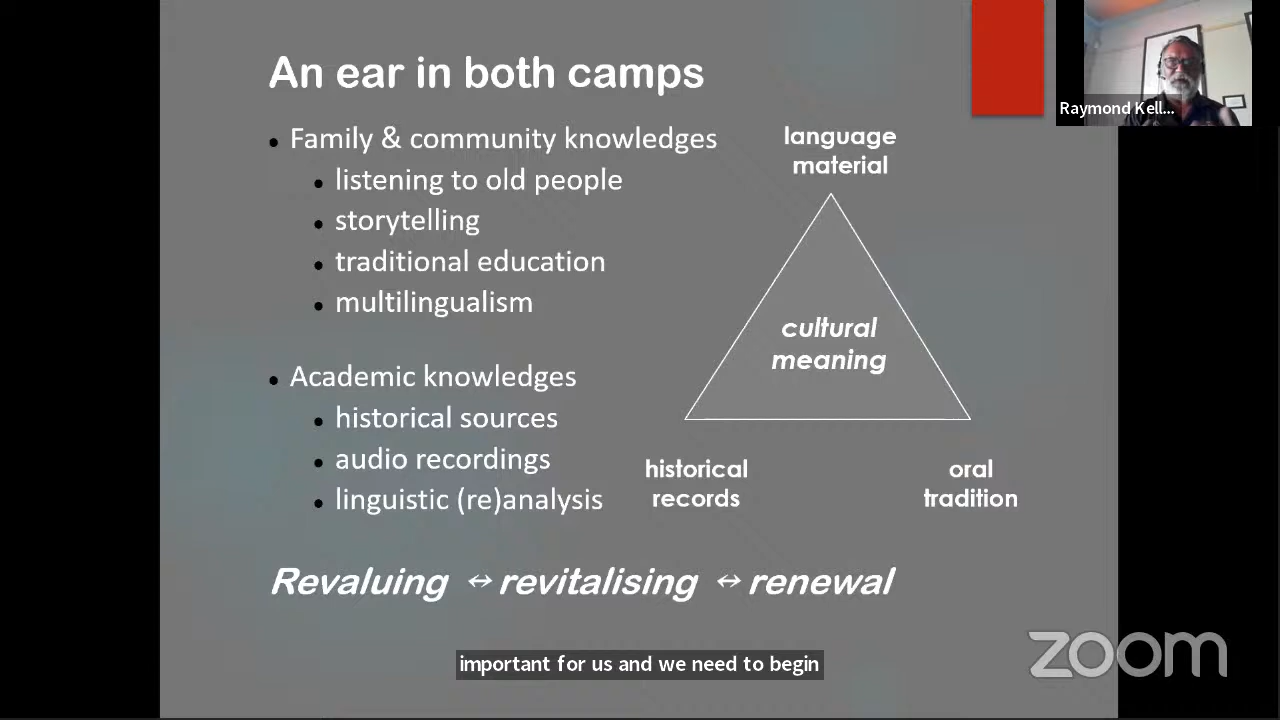 An ear in both camps
Family & community knowledges
listening to old people
storytelling
traditional education
multilingualism
Academic knowledges
historical sources
audio recordings
linguistic (re)analysis
language
material
cultural
meaning
historical
records
oral
tradition
Revaluing ↔ revitalising ↔ renewal
Raymond Kell...
important for us and we need to begin
zoom